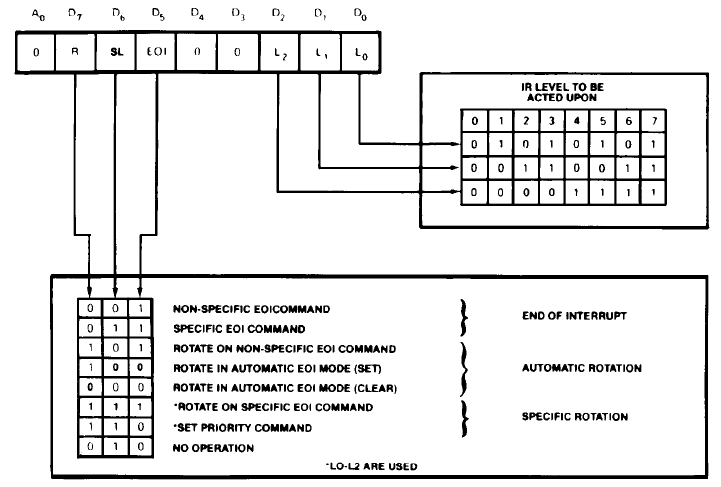 A0 D7 D6 D5 D4 D3 D2 D1 D0
0 R SL EOI 0 0 L2 L1 L0
IR LEVEL TO BE
ACTED UPON
0 1 2 3 4 5 6 7
0 1 0 1 0 1 0 1
0 0 1 1 0 0 1 1
0 0 0 0 1 1 1 1
0 0 1 NON-SPECIFIC EOICOMMAND
0 1 1 SPECIFIC EOI COMMAND
END OF INTERRUPT
1 0 1 ROTATE ON NON-SPECIFIC EOI COMMAND
1 0 0 ROTATE IN AUTOMATIC EOI MODE (SET)
AUTOMATIC ROTATION
0 0 0 ROTATE IN AUTOMATIC EOI MODE (CLEAR)
1 1 1 *ROTATE ON SPECIFIC EOI COMMAND
SPECIFIC ROTATION
1 1 0 *SET PRIORITY COMMAND
0 1 0 NO OPERATION
*LO-L2 ARE USED